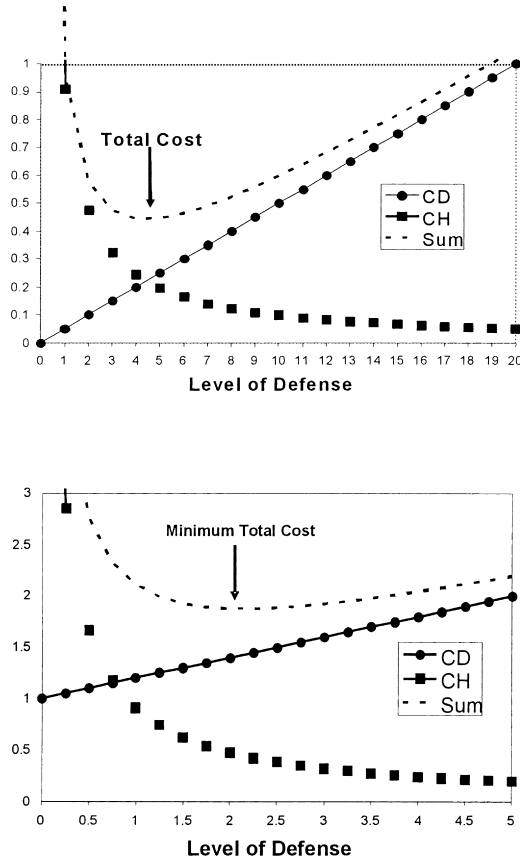 1
0.9
0.8
0.7
0.6
0.5
0.4
0.3
0.2
0.1
0
Total Cost
CD
CH
Sum
0 1 2 3 4 5 6 7 8 9 10 11 12 13 14 15 16 17 18 19 20
Level of Defense
3
2.5
2
1.5
1
0.5
0
Minimum Total Cost
CD
CH
Sum
0 0.5 1 1.5 2 2.5 3 3.5 4 4.5 5
Level of Defense